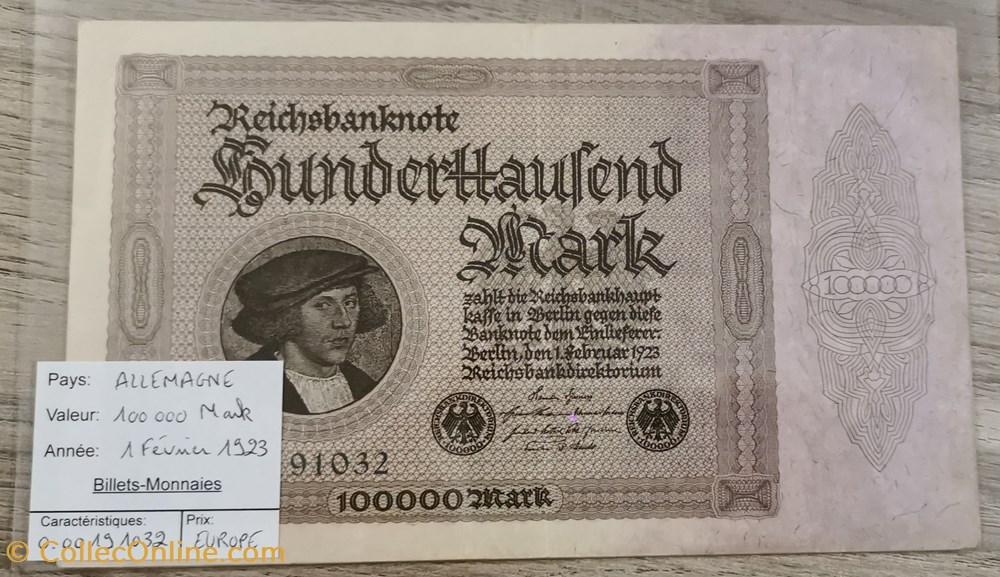 Reichsbanknote
Hunderttausend
Mark
zahlt die Reichsbankhaupt
kasse in Berlin gegen diese
Banknote dem Einlieferer.
Berlin, den 1. Februar 1923
Reichsbankdirektorium
91032
100000 Mark
100000
Pays: ALLEMAGNE
Valeur: 100 000 Mark
Année: 1 Février 1923
Billets-Monnaies
Caractéristiques: Prix:
EUROPE
© CollecOnline.com